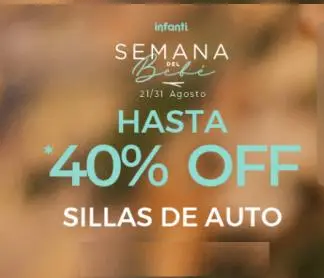 infanti
SEMANA
DEL
Bebé
21/31 Agosto
HASTA
*40% OFF
SILLAS DE AUTO